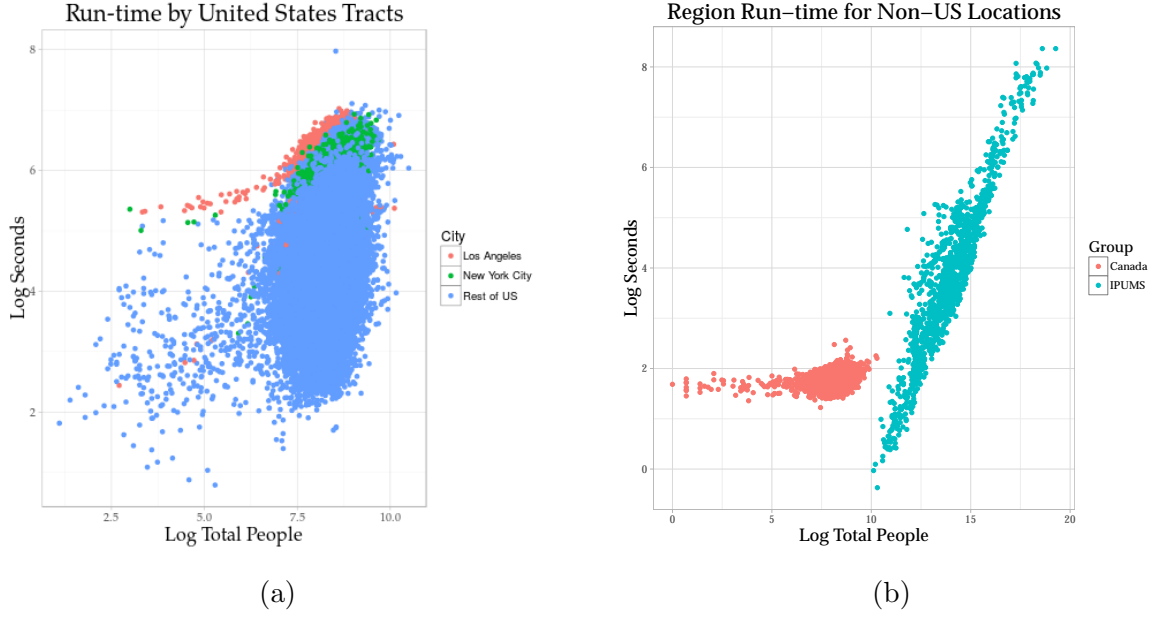 Run-time by United States Tracts
8
6
4
2
2.5
5.0
7.5
10.0
Log Seconds
Log Total People
City
Los Angeles
New York City
Rest of US
(a)
Region Run−time for Non−US Locations
8
6
4
2
0
0
5
10
15
20
Log Seconds
Log Total People
Group
Canada
IPUMS
(b)